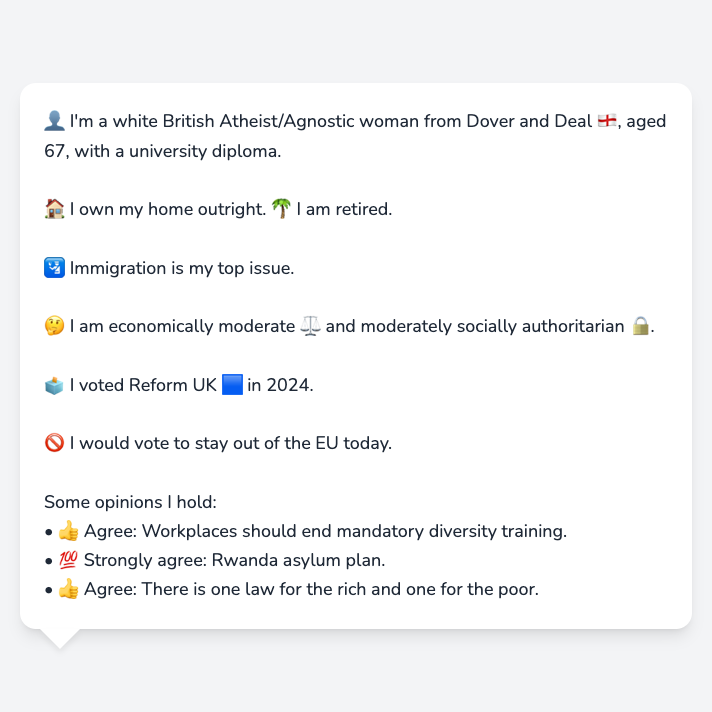 👤 I'm a white British Atheist/Agnostic woman from Dover and Deal 🏴󠁧󠁢󠁥󠁮󠁧󠁿, aged
67, with a university diploma.
🏠 I own my home outright. 🌴 I am retired.
🛂 Immigration is my top issue.
🤔 I am economically moderate ⚖️ and moderately socially authoritarian 🔒.
🗳️ I voted Reform UK 🟦 in 2024.
🚫 I would vote to stay out of the EU today.
Some opinions I hold:
• 👍 Agree: Workplaces should end mandatory diversity training.
• 💯 Strongly agree: Rwanda asylum plan.
• 👍 Agree: There is one law for the rich and one for the poor.